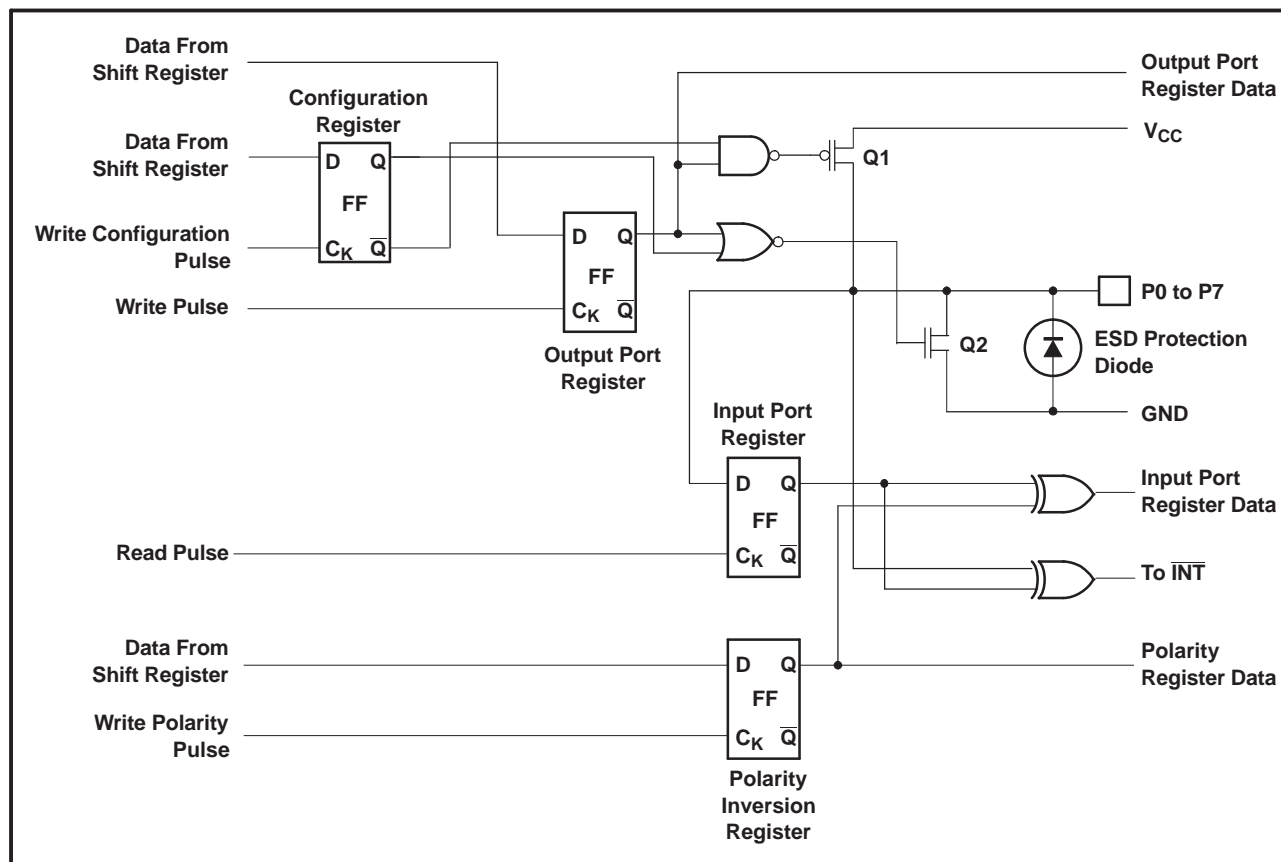 Data From
Shift Register
Output Port
Register Data
Configuration
Register
Data From
Shift Register
VCC
Q1
D Q
FF
CK Q̅
Write Configuration
Pulse
D Q
FF
CK Q̅
Write Pulse
Output Port
Register
P0 to P7
Q2
ESD Protection
Diode
GND
Input Port
Register
D Q
FF
CK Q̅
Input Port
Register Data
Read Pulse
To I̅N̅T̅
Data From
Shift Register
D Q
FF
CK Q̅
Polarity
Register Data
Write Polarity
Pulse
Polarity
Inversion
Register